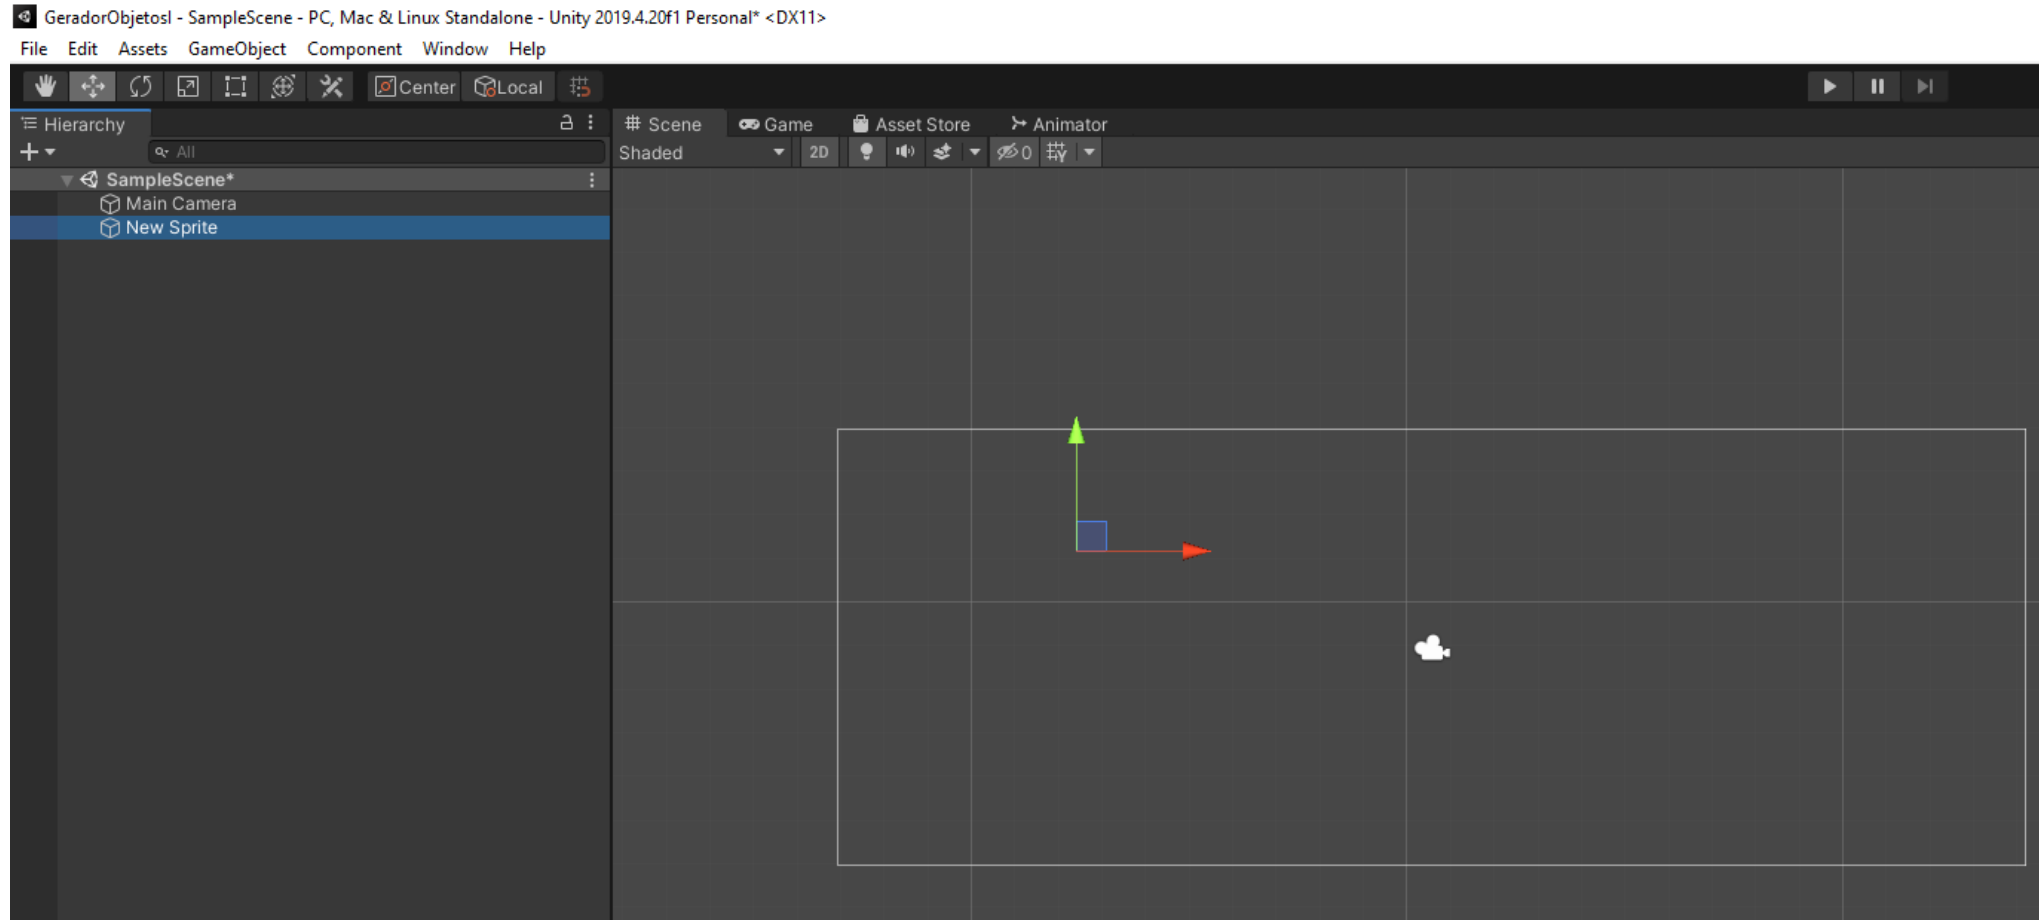 GeradorObjetosI - SampleScene - PC, Mac & Linux Standalone - Unity 2019.4.20f1 Personal* <DX11>
File Edit Assets GameObject Component Window Help
Center Local
Hierarchy
All
SampleScene*
Main Camera
New Sprite
Scene Game Asset Store Animator
Shaded 2D 0